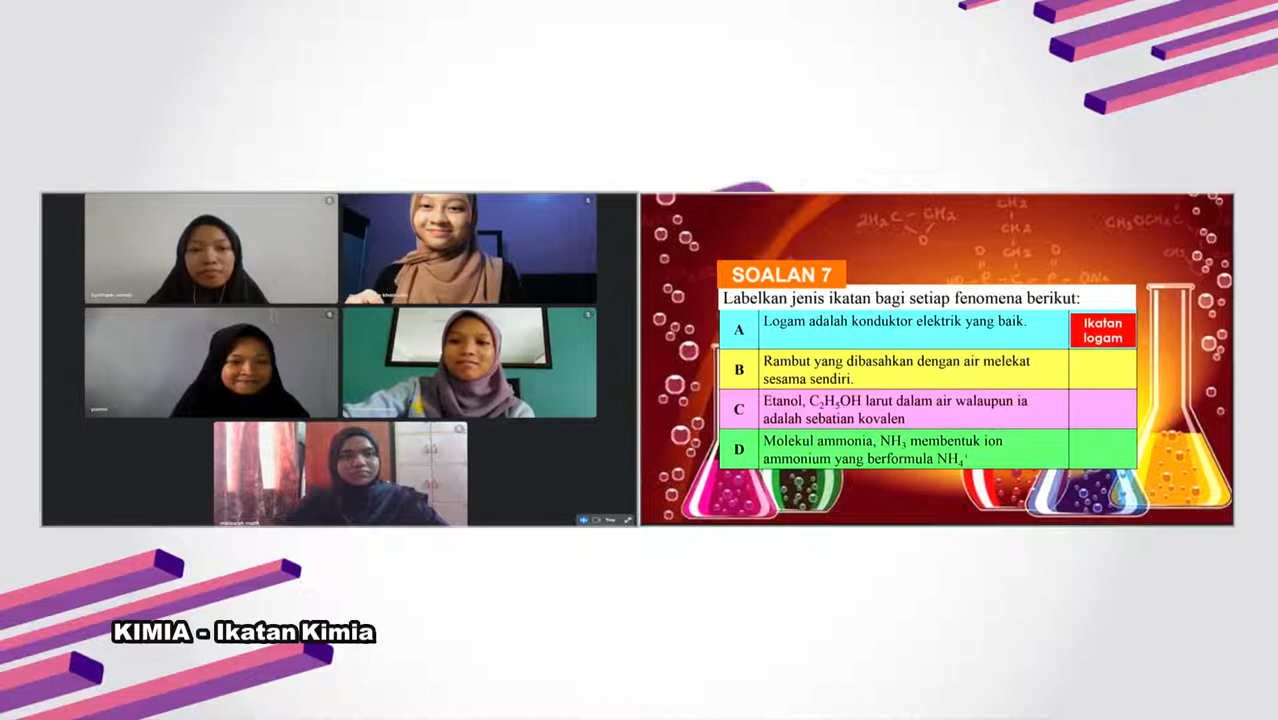 SOALAN 7
Labelkan jenis ikatan bagi setiap fenomena berikut:
A
Logam adalah konduktor elektrik yang baik.
Ikatan
logam
B
Rambut yang dibasahkan dengan air melekat
sesama sendiri.
C
Etanol, C₂H₅OH larut dalam air walaupun ia
adalah sebatian kovalen
D
Molekul ammonia, NH₃ membentuk ion
ammonium yang berformula NH₄⁺
You
KIMIA - Ikatan Kimia